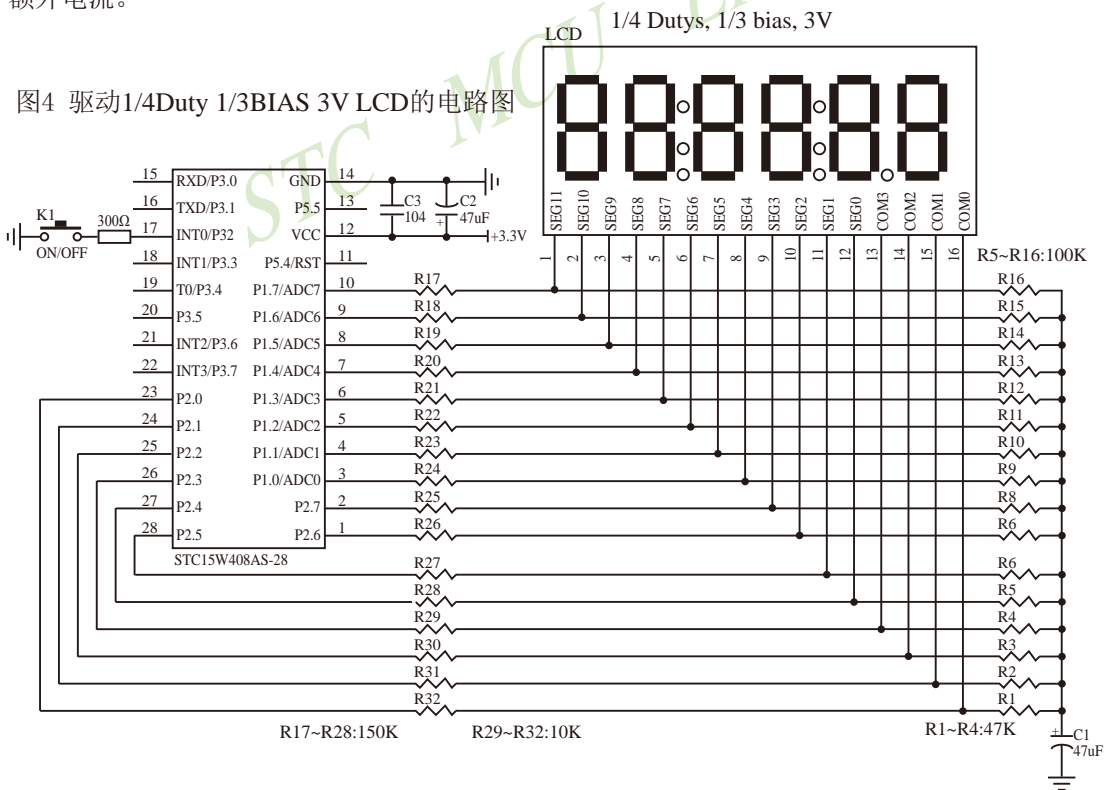 额外电流。
1/4 Dutys, 1/3 bias, 3V
LCD
图4 驱动1/4Duty 1/3BIAS 3V LCD的电路图
STC MCU
15 RXD/P3.0 GND 14
16 TXD/P3.1 P5.5 13
17 INT0/P32 VCC 12
18 INT1/P3.3 P5.4/RST 11
19 T0/P3.4 P1.7/ADC7 10
20 P3.5 P1.6/ADC6 9
21 INT2/P3.6 P1.5/ADC5 8
22 INT3/P3.7 P1.4/ADC4 7
23 P2.0 P1.3/ADC3 6
24 P2.1 P1.2/ADC2 5
25 P2.2 P1.1/ADC1 4
26 P2.3 P1.0/ADC0 3
27 P2.4 P2.7 2
28 P2.5 P2.6 1
STC15W408AS-28
K1
ON/OFF
300Ω
C3
104
C2
47uF
+
+3.3V
SEG11 SEG10 SEG9 SEG8 SEG7 SEG6 SEG5 SEG4 SEG3 SEG2 SEG1 SEG0 COM3 COM2 COM1 COM0
1 2 3 4 5 6 7 8 9 10 11 12 13 14 15 16
R5~R16:100K
R17 R16
R18 R15
R19 R14
R20 R13
R21 R12
R22 R11
R23 R10
R24 R9
R25 R8
R26 R6
R27 R6
R28 R5
R29 R4
R30 R3
R31 R2
R32 R1
R17~R28:150K R29~R32:10K R1~R4:47K
+
C1
47uF